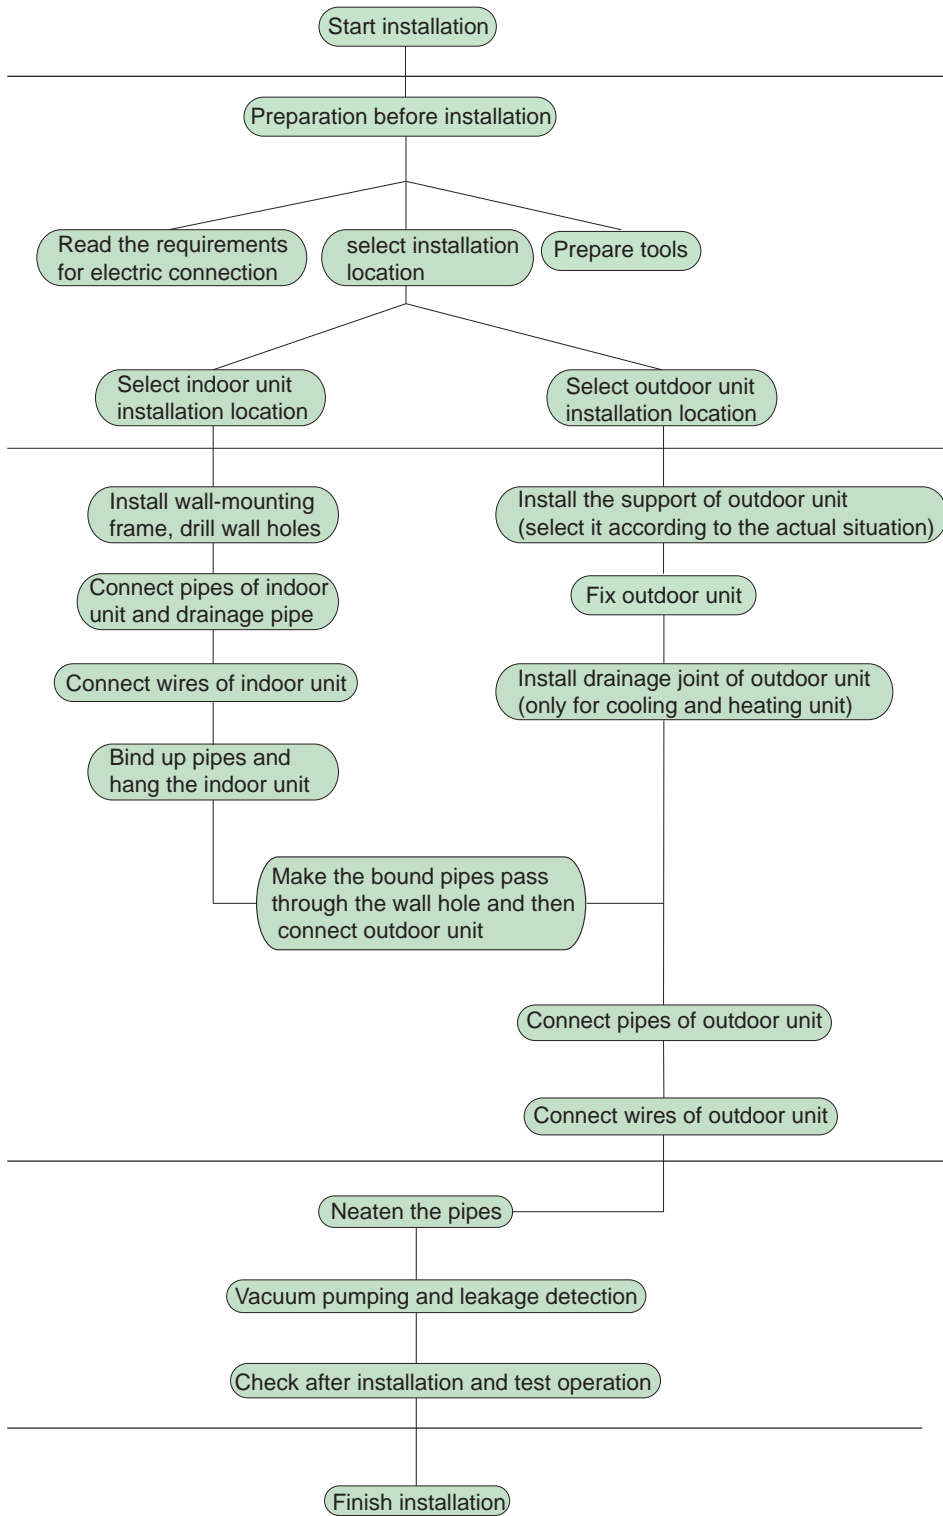 Start installation
Preparation before installation
Read the requirements
for electric connection
select installation
location
Prepare tools
Select indoor unit
installation location
Select outdoor unit
installation location
Install wall-mounting
frame, drill wall holes
Install the support of outdoor unit
(select it according to the actual situation)
Connect pipes of indoor
unit and drainage pipe
Fix outdoor unit
Connect wires of indoor unit
Install drainage joint of outdoor unit
(only for cooling and heating unit)
Bind up pipes and
hang the indoor unit
Make the bound pipes pass
through the wall hole and then
connect outdoor unit
Connect pipes of outdoor unit
Connect wires of outdoor unit
Neaten the pipes
Vacuum pumping and leakage detection
Check after installation and test operation
Finish installation